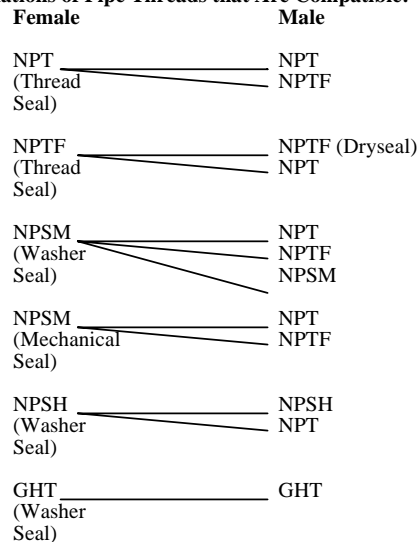 of Pipe Threads that Are Compatible.
Female Male
NPT NPT
(Thread NPTF
Seal)
NPTF NPTF (Dryseal)
(Thread NPT
Seal)
NPSM NPT
(Washer NPTF
Seal) NPSM
NPSM NPT
(Mechanical NPTF
Seal)
NPSH NPSH
(Washer NPT
Seal)
GHT GHT
(Washer
Seal)